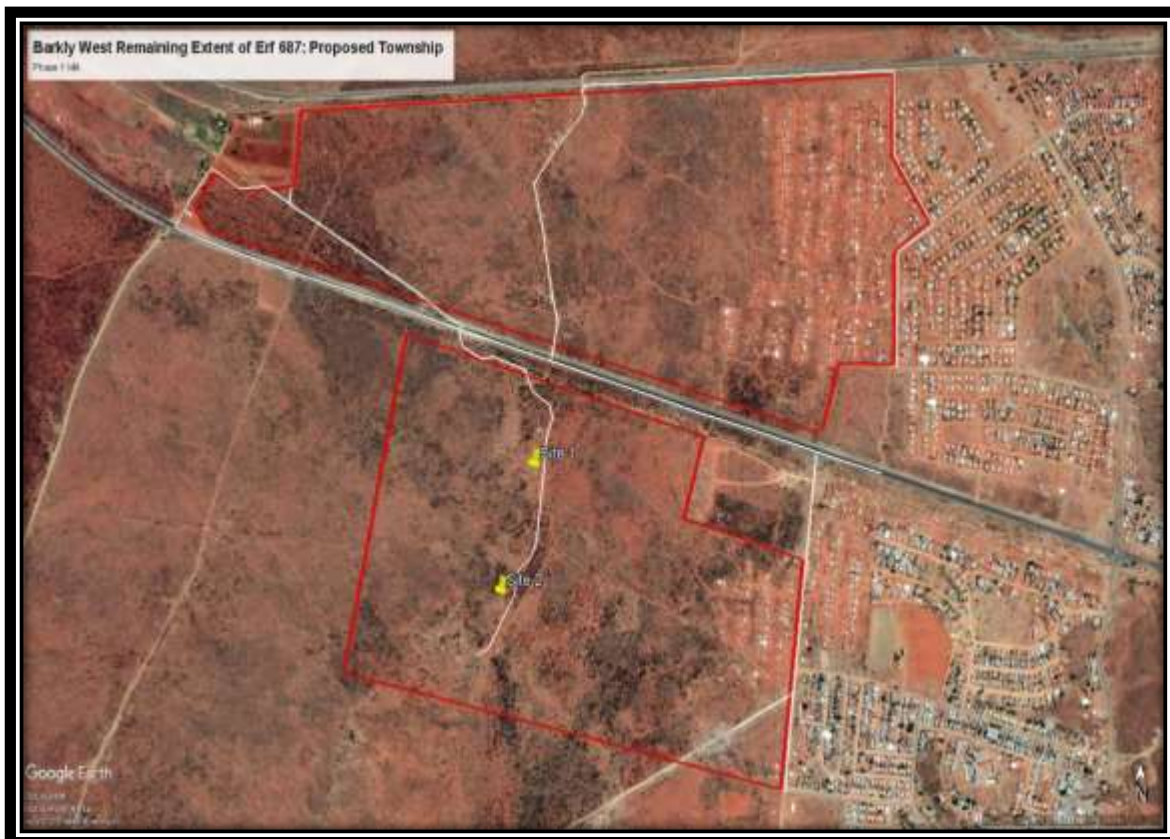 Barkly West Remaining Extent of Erf 687: Proposed Township
Phase 1 HIA
Site 1
Site 2
Google Earth
N